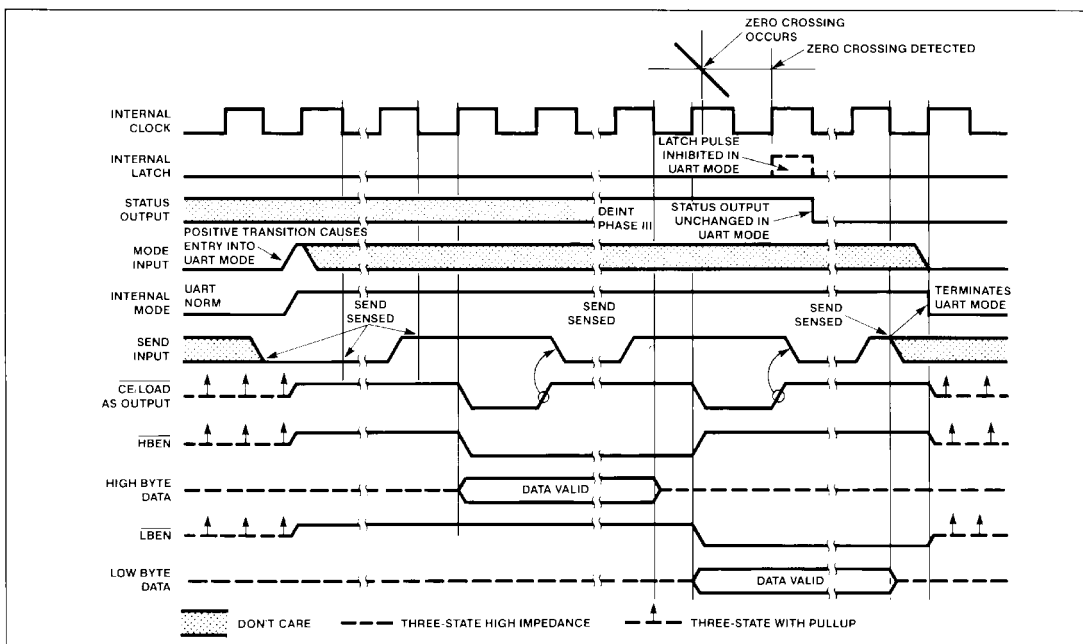 ZERO CROSSING
OCCURS
ZERO CROSSING DETECTED
INTERNAL
CLOCK
LATCH PULSE
INHIBITED IN
UART MODE
INTERNAL
LATCH
STATUS
OUTPUT
DEINT
PHASE III
STATUS OUTPUT
UNCHANGED IN
UART MODE
POSITIVE TRANSITION CAUSES
ENTRY INTO
UART MODE
MODE
INPUT
INTERNAL
MODE
UART
NORM
SEND
SENSED
SEND
SENSED
SEND
SENSED
TERMINATES
UART MODE
SEND
INPUT
CE/LOAD
AS OUTPUT
HBEN
HIGH BYTE
DATA
DATA VALID
LBEN
LOW BYTE
DATA
DATA VALID
DON'T CARE
THREE-STATE HIGH IMPEDANCE
THREE-STATE WITH PULLUP